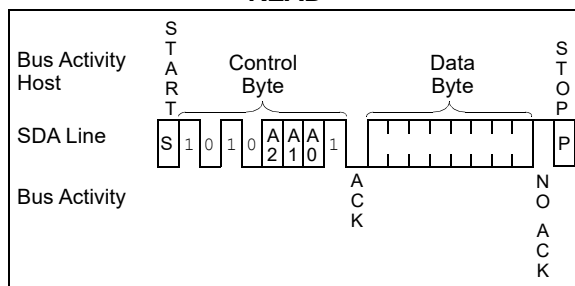 START
STOP
Bus Activity
Host
Control
Byte
Data
Byte
SDA Line
S 1 0 1 0 A2 A1 A0 1 P
Bus Activity
ACK
NO ACK